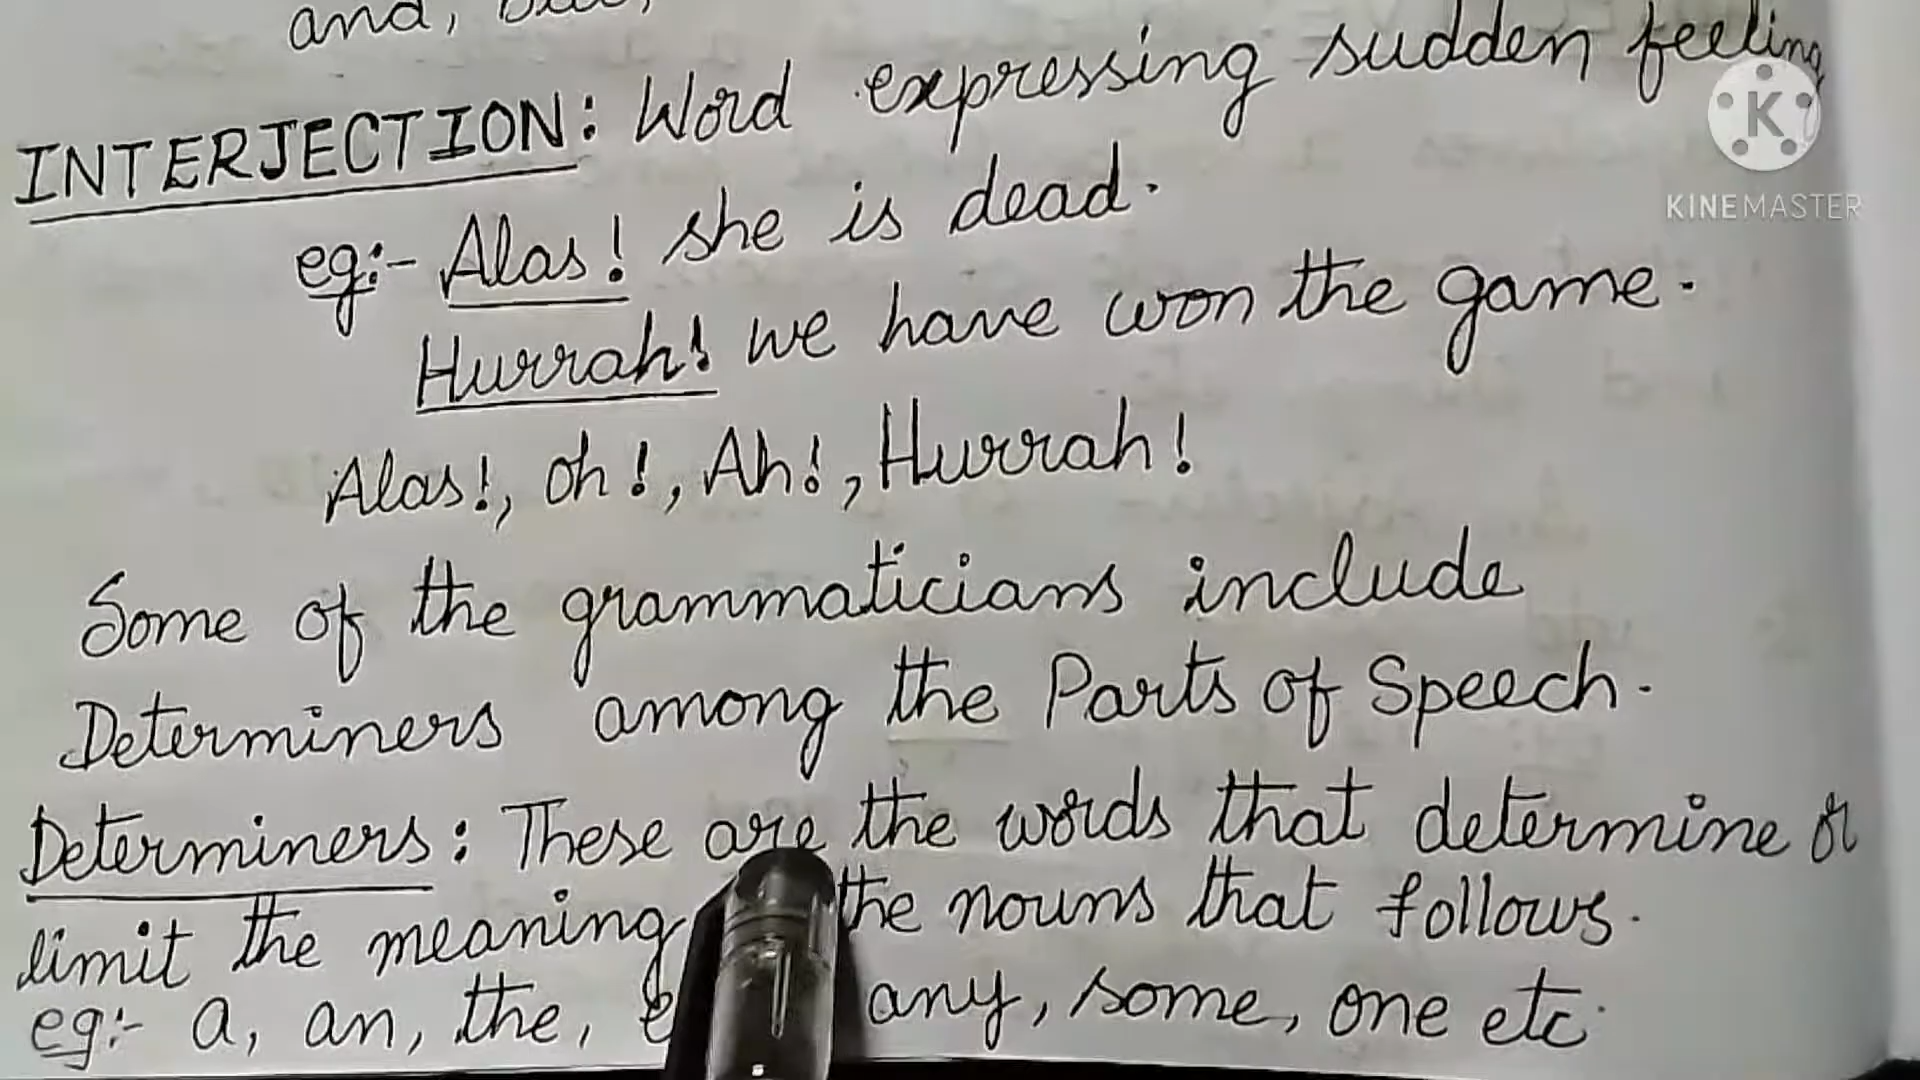 and,
INTERJECTION: Word expressing sudden feeling
eg:- Alas! she is dead.
Hurrah! we have won the game.
Alas!, oh!, Ah!, Hurrah!
Some of the grammaticians include
Determiners among the Parts of Speech.
Determiners: These are the words that determine or
limit the meaning the nouns that follows.
eg:- a, an, the, any, some, one etc.
K
KINEMASTER